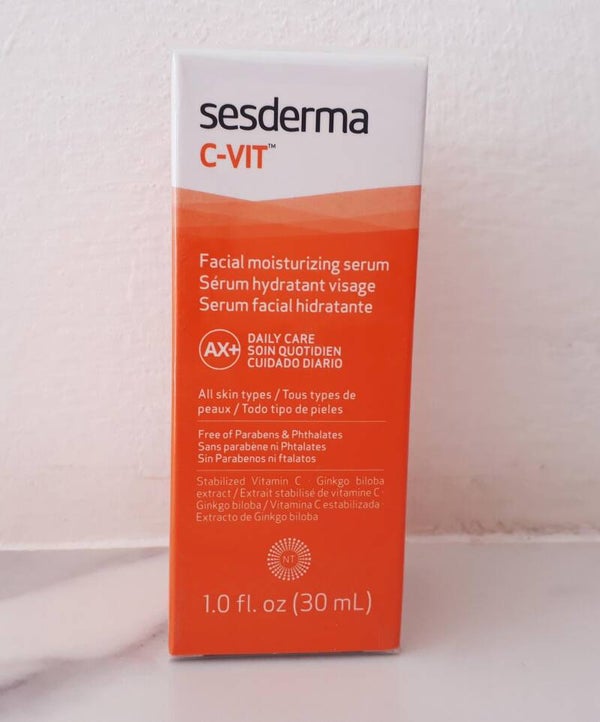 sesderma
C-VIT™
Facial moisturizing serum
Sérum hydratant visage
Serum facial hidratante
AX+
DAILY CARE
SOIN QUOTIDIEN
CUIDADO DIARIO
All skin types / Tous types de
peaux / Todo tipo de pieles
Free of Parabens & Phthalates
Sans parabène ni Phtalates
Sin Parabenos ni ftalatos
Stabilized Vitamin C · Ginkgo biloba
extract / Extrait stabilisé de vitamine C ·
Ginkgo biloba / Vitamina C estabilizada ·
Extracto de Ginkgo biloba
NT
1.0 fl. oz (30 mL)